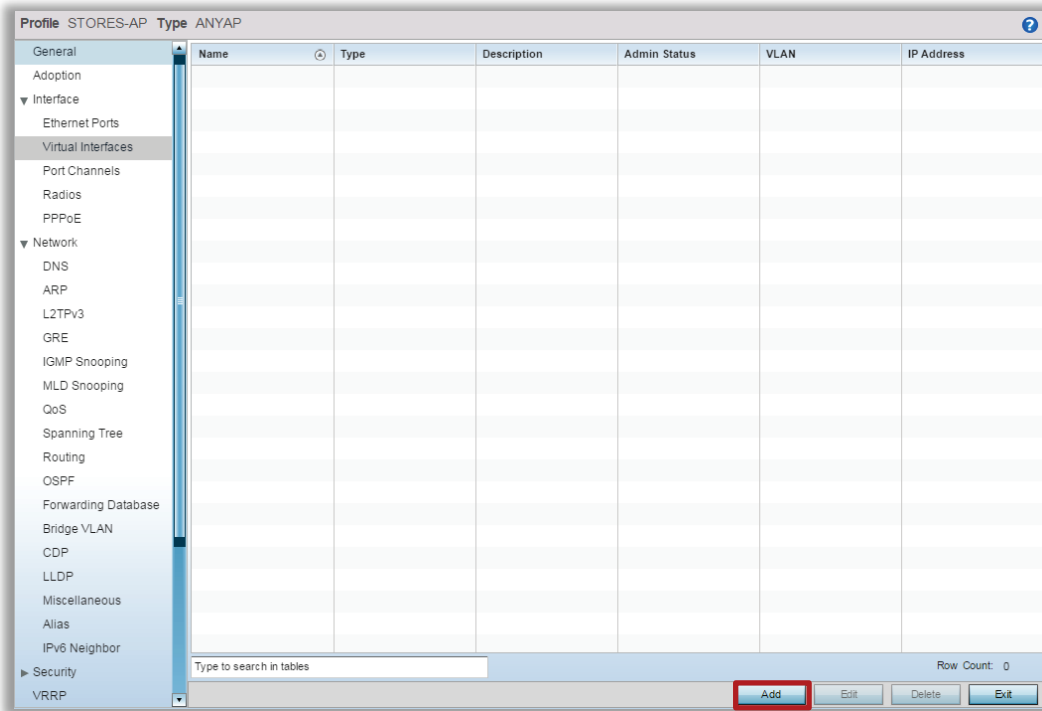 Profile STORES-AP Type ANYAP
?
General
Adoption
Interface
Ethernet Ports
Virtual Interfaces
Port Channels
Radios
PPPoE
Network
DNS
ARP
L2TPv3
GRE
IGMP Snooping
MLD Snooping
QoS
Spanning Tree
Routing
OSPF
Forwarding Database
Bridge VLAN
CDP
LLDP
Miscellaneous
Alias
IPv6 Neighbor
Security
VRRP
Name Type Description Admin Status VLAN IP Address
Type to search in tables Row Count: 0
Add Edit Delete Exit